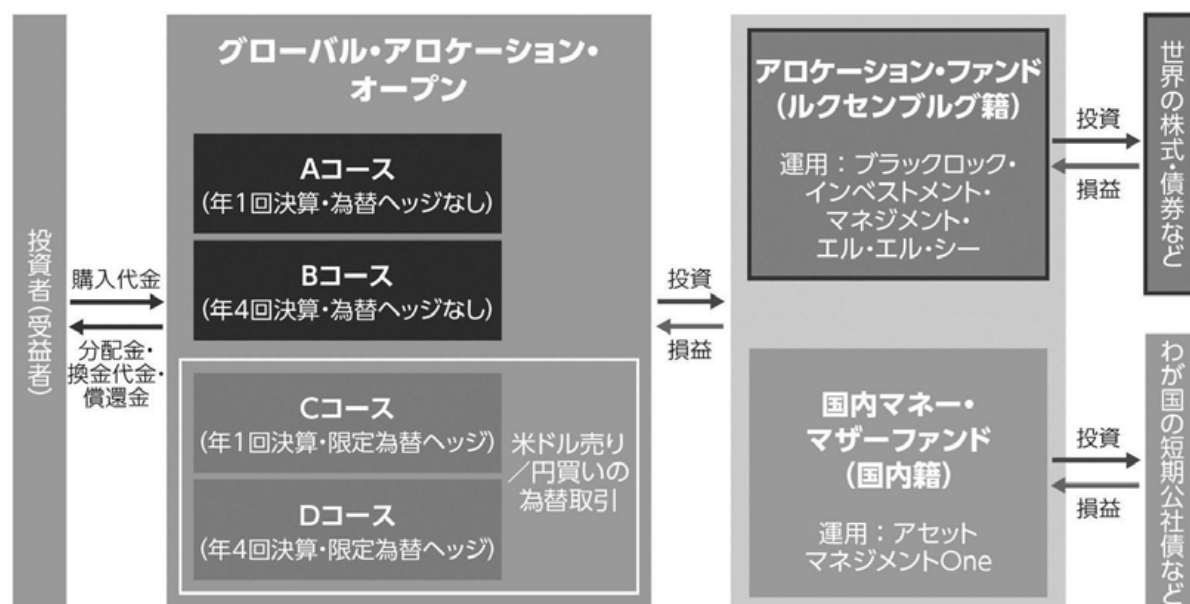 投資者(受益者)
購入代金
分配金・
換金代金・
償還金
グローバル・アロケーション・
オープン
Aコース
(年1回決算・為替ヘッジなし)
Bコース
(年4回決算・為替ヘッジなし)
Cコース
(年1回決算・限定為替ヘッジ)
Dコース
(年4回決算・限定為替ヘッジ)
米ドル売り
／円買いの
為替取引
投資
損益
アロケーション・ファンド
(ルクセンブルグ籍)
運用：ブラックロック・
インベストメント・
マネジメント・
エル・エル・シー
投資
損益
世界の株式・債券など
国内マネー・
マザーファンド
(国内籍)
運用：アセット
マネジメントOne
投資
損益
わが国の短期公社債など